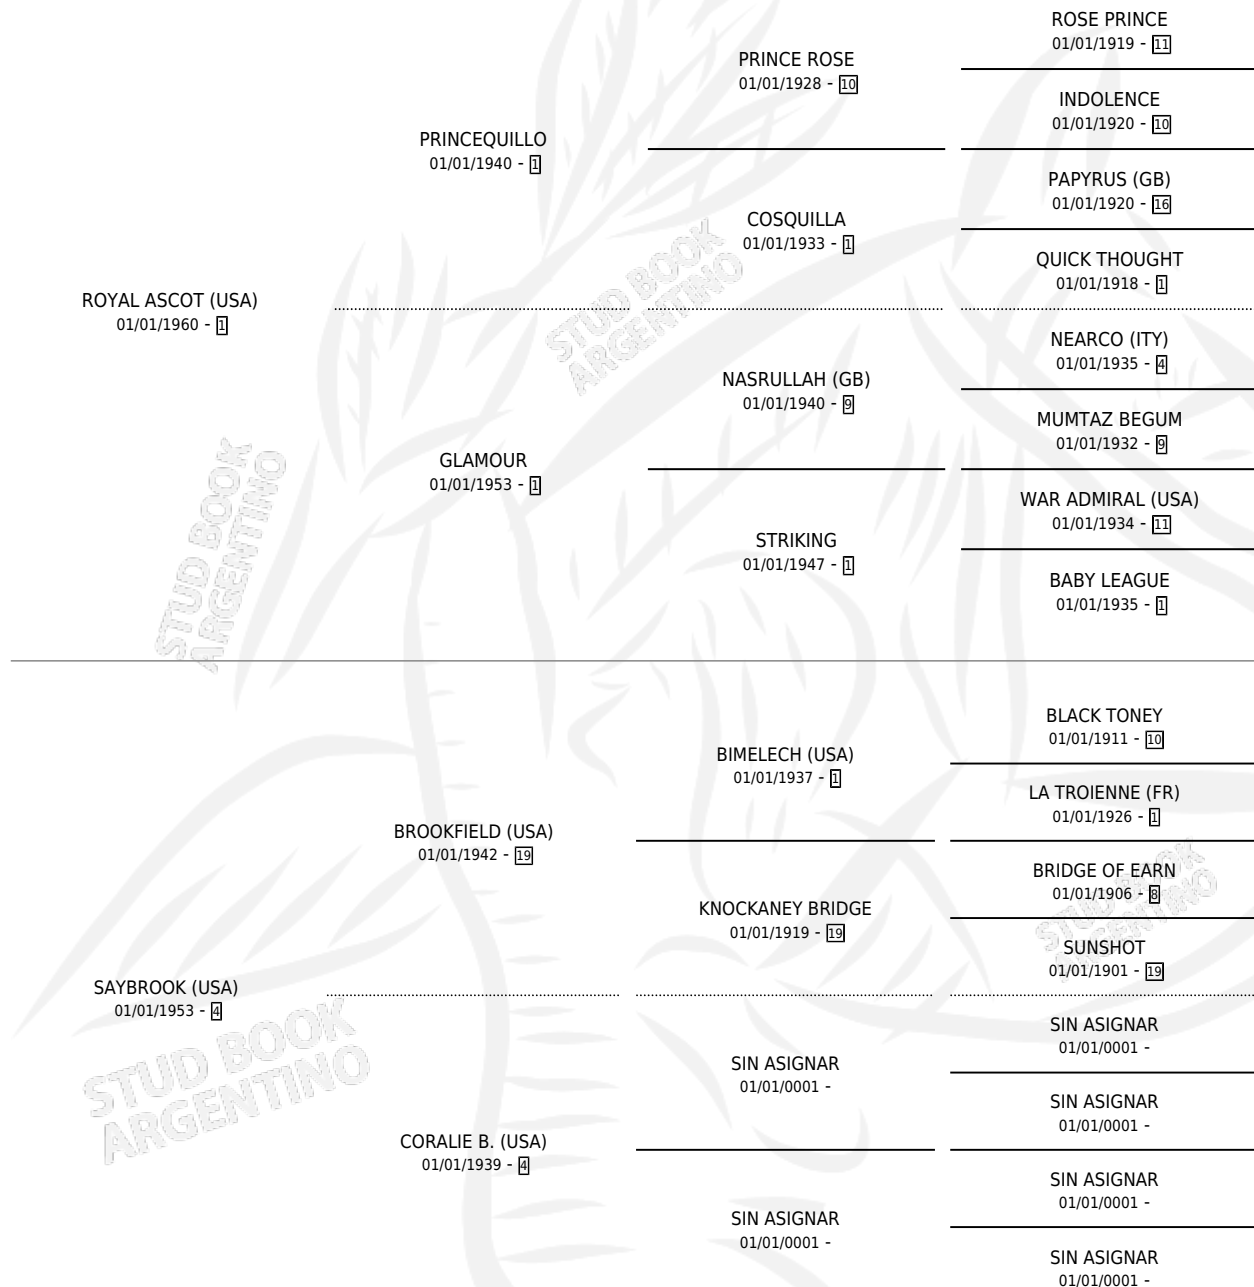 ROSE PRINCE
01/01/1919 - 11
PRINCE ROSE
01/01/1928 - 10
INDOLENCE
01/01/1920 - 10
PRINCEQUILLO
01/01/1940 - 1
PAPYRUS (GB)
01/01/1920 - 16
COSQUILLA
01/01/1933 - 1
QUICK THOUGHT
01/01/1918 - 1
ROYAL ASCOT (USA)
01/01/1960 - 1
NEARCO (ITY)
01/01/1935 - 4
NASRULLAH (GB)
01/01/1940 - 9
MUMTAZ BEGUM
01/01/1932 - 9
GLAMOUR
01/01/1953 - 1
WAR ADMIRAL (USA)
01/01/1934 - 11
STRIKING
01/01/1947 - 1
BABY LEAGUE
01/01/1935 - 1
BLACK TONEY
01/01/1911 - 10
BIMELECH (USA)
01/01/1937 - 1
LA TROIENNE (FR)
01/01/1926 - 1
BROOKFIELD (USA)
01/01/1942 - 19
BRIDGE OF EARN
01/01/1906 - 8
KNOCKANEY BRIDGE
01/01/1919 - 19
SUNSHOT
01/01/1901 - 19
SAYBROOK (USA)
01/01/1953 - 4
SIN ASIGNAR
01/01/0001 -
SIN ASIGNAR
01/01/0001 -
SIN ASIGNAR
01/01/0001 -
CORALIE B. (USA)
01/01/1939 - 4
SIN ASIGNAR
01/01/0001 -
SIN ASIGNAR
01/01/0001 -
SIN ASIGNAR
01/01/0001 -
STUD BOOK
ARGENTINO
STUD BOOK
ARGENTINO
STUD BOOK
ARGENTINO
STUD BOOK
ARGENTINO